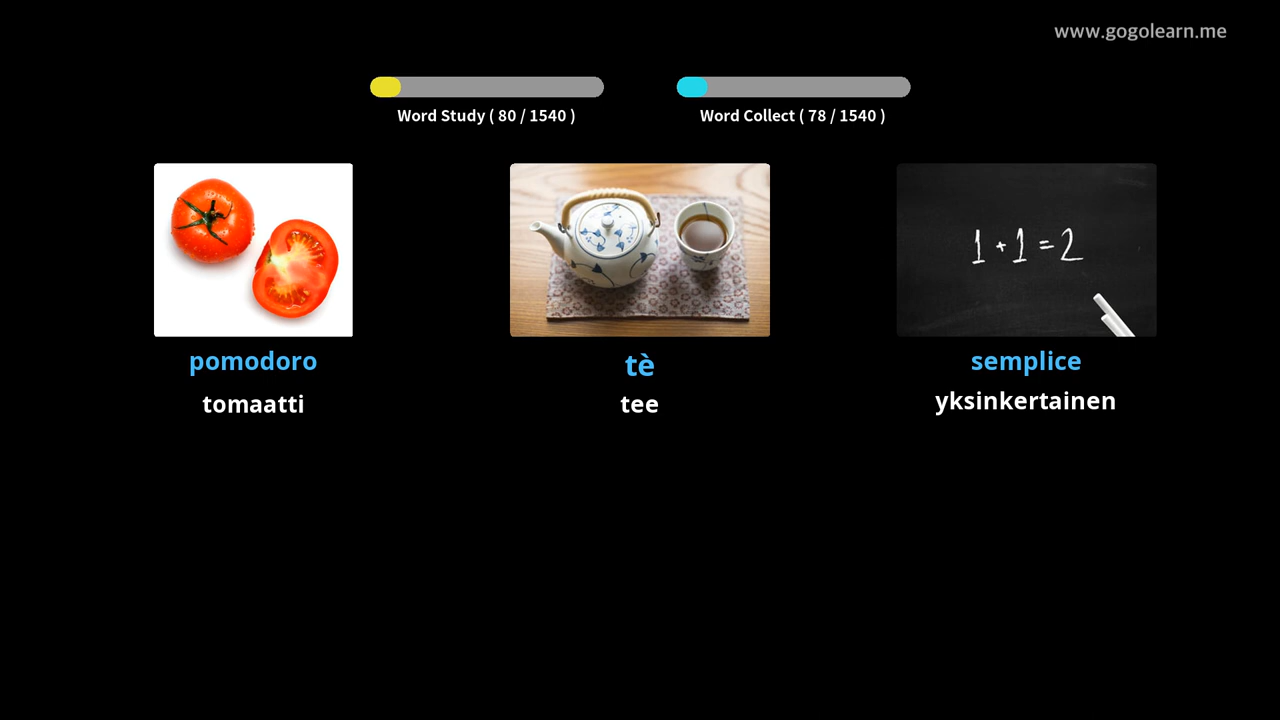 www.gogolearn.me
Word Study ( 80 / 1540 )
Word Collect ( 78 / 1540 )
1 + 1 = 2
pomodoro
tè
semplice
tomaatti
tee
yksinkertainen